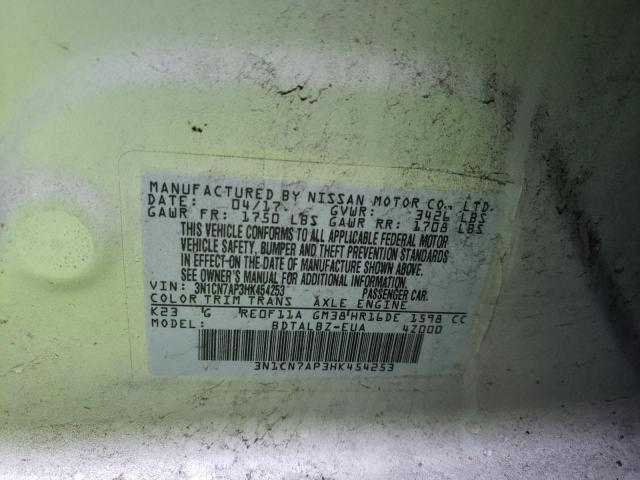 MANUFACTURED BY NISSAN MOTOR CO., LTD.
DATE: 04/17 GVWR: 3426 LBS
GAWR FR: 1750 LBS GAWR RR: 1708 LBS
THIS VEHICLE CONFORMS TO ALL APPLICABLE FEDERAL MOTOR
VEHICLE SAFETY, BUMPER AND THEFT PREVENTION STANDARDS
IN EFFECT ON THE DATE OF MANUFACTURE SHOWN ABOVE.
SEE OWNER'S MANUAL FOR ADDITIONAL INFORMATION.
VIN: 3N1CN7AP3HK454253 PASSENGER CAR.
COLOR TRIM TRANS AXLE ENGINE
K23 G RE0F11A GM38 HR16DE 1598 CC
MODEL: BDTALBZ-EUA 4Z000
3N1CN7AP3HK454253